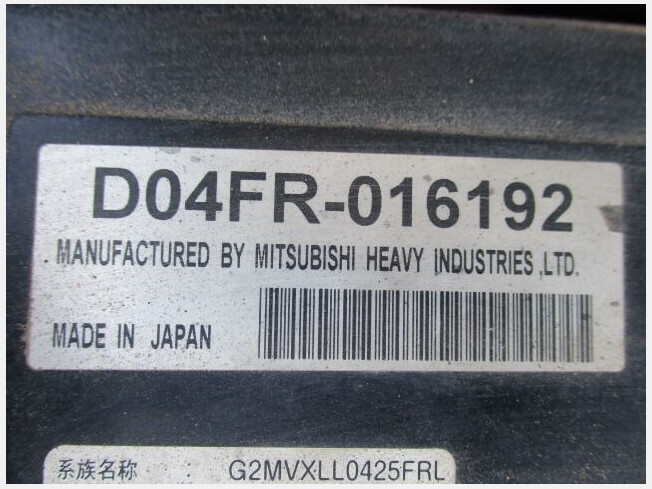 D04FR-016192
MANUFACTURED BY MITSUBISHI HEAVY INDUSTRIES ,LTD.
MADE IN JAPAN
系族名称 : G2MVXLL0425FRL